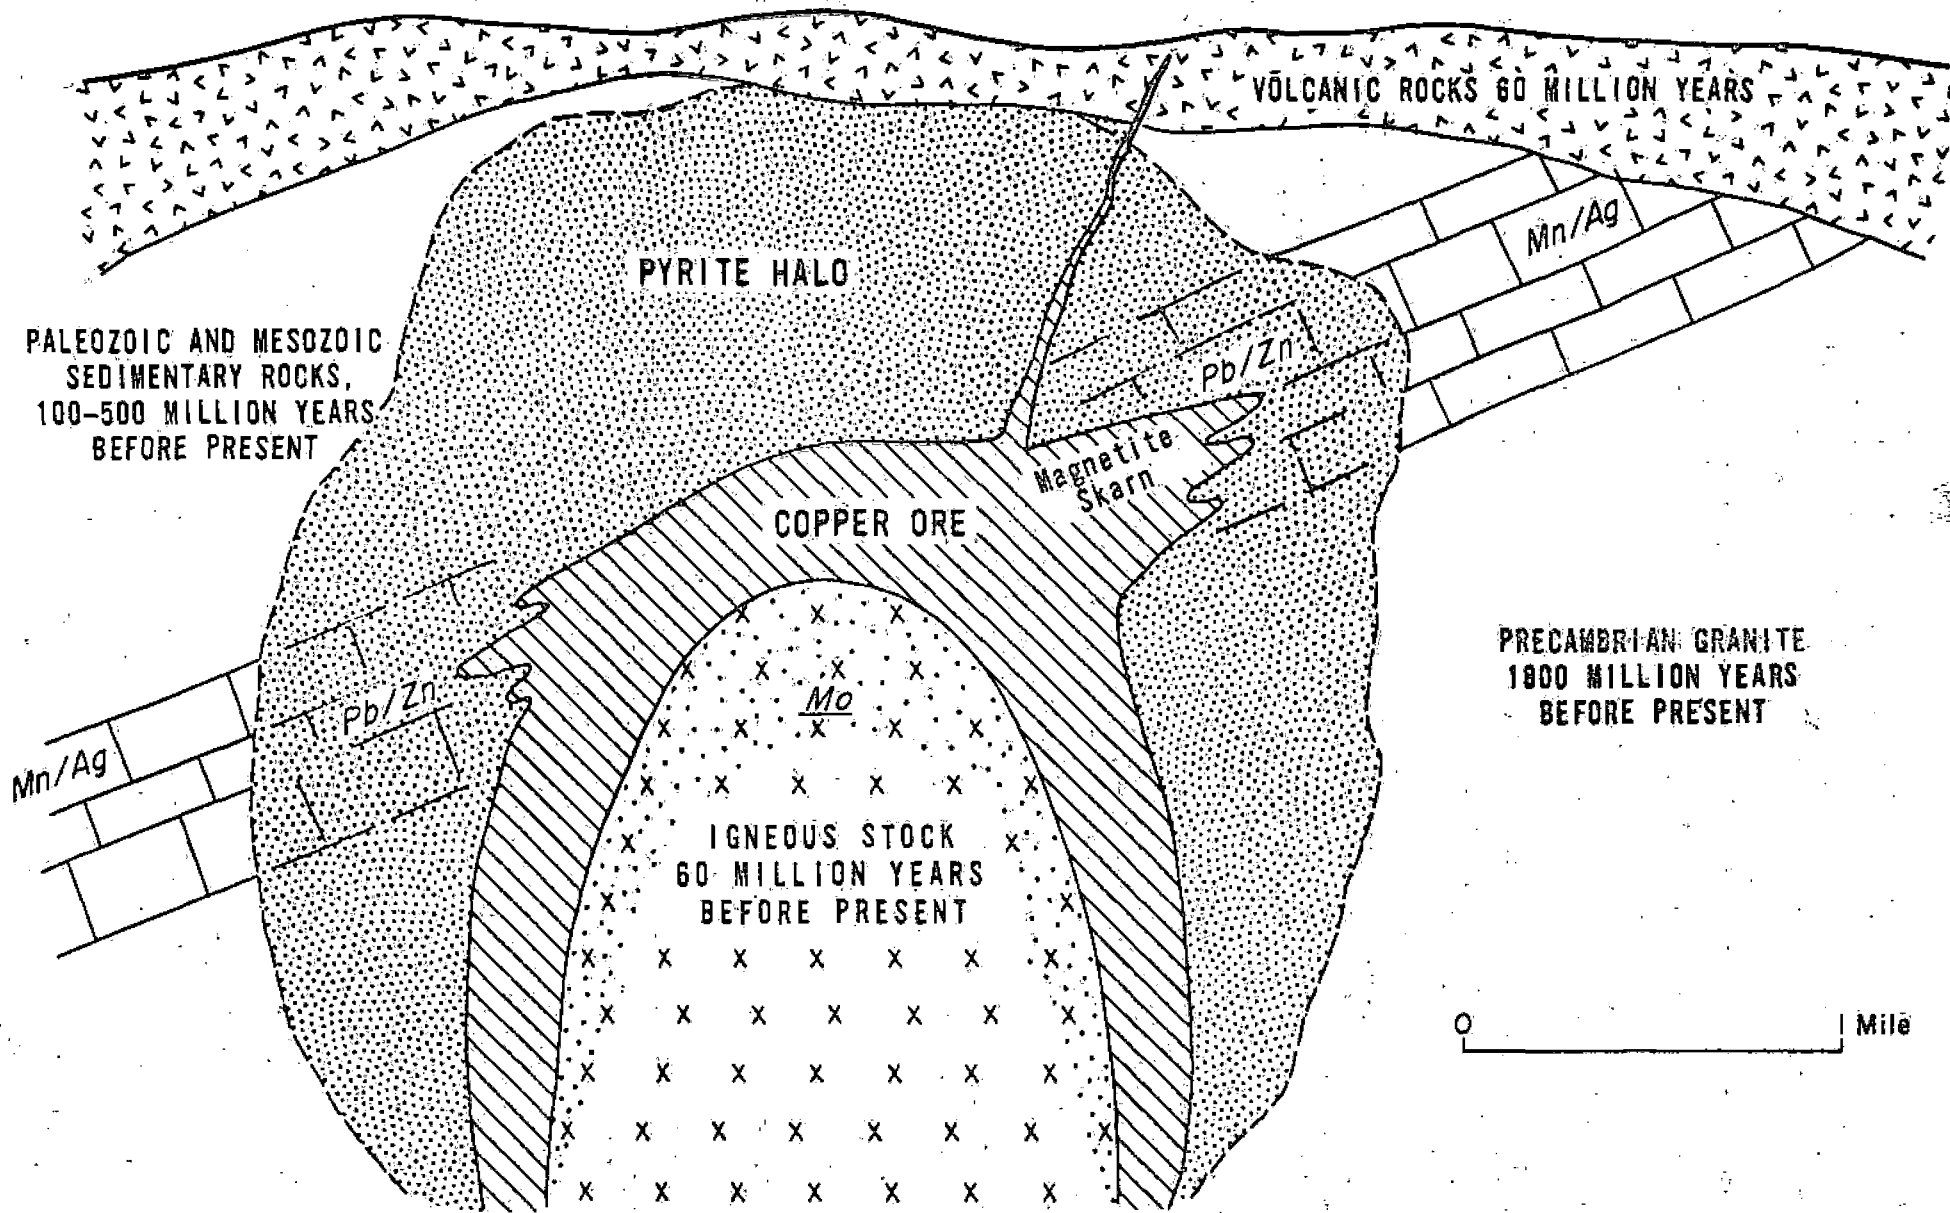 VOLCANIC ROCKS 60 MILLION YEARS
Mn/Ag
PYRITE HALO
PALEOZOIC AND MESOZOIC
SEDIMENTARY ROCKS,
100-500 MILLION YEARS
BEFORE PRESENT
Pb/Zn
Magnetite
Skarn
COPPER ORE
PRECAMBRIAN GRANITE
1800 MILLION YEARS
BEFORE PRESENT
Mo
Pb/Zn
Mn/Ag
IGNEOUS STOCK
60 MILLION YEARS
BEFORE PRESENT
0 1 Mile